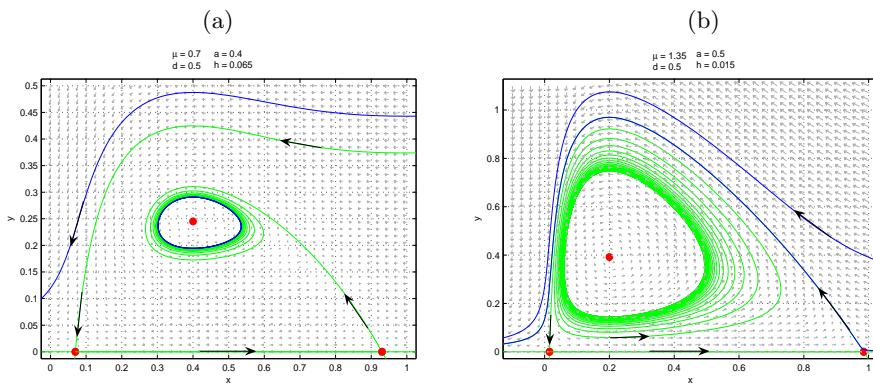 (a)
μ = 0.7 a = 0.4
d = 0.5 h = 0.065
0.5
0.45
0.4
0.35
0.3
0.25
0.2
0.15
0.1
0.05
0
y
0 0.1 0.2 0.3 0.4 0.5 0.6 0.7 0.8 0.9 1
x
(b)
μ = 1.35 a = 0.5
d = 0.5 h = 0.015
1
0.8
0.6
0.4
0.2
0
y
0 0.2 0.4 0.6 0.8 1
x